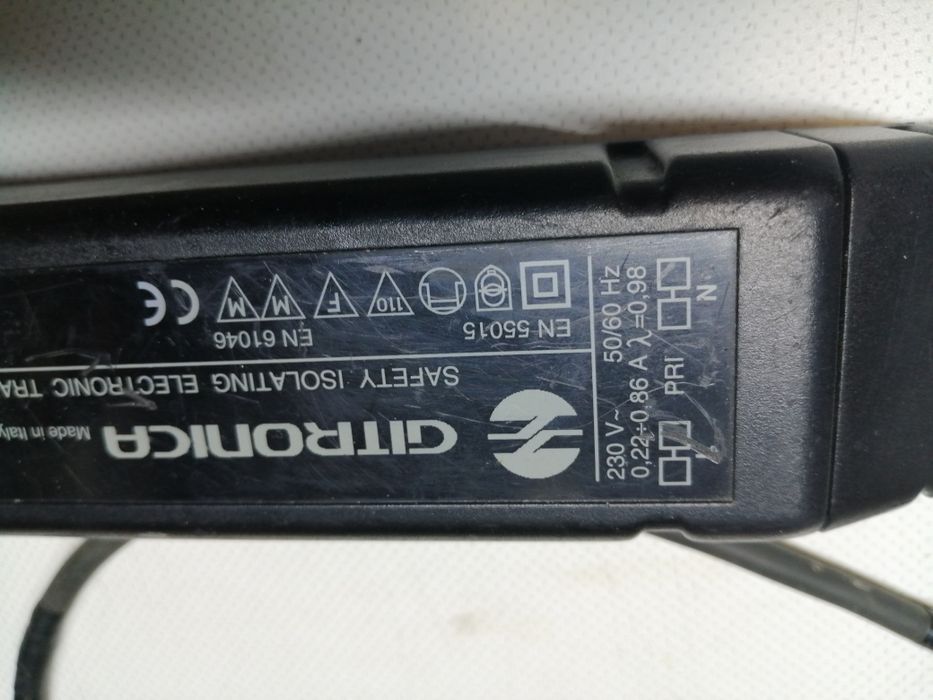 GITRONICA Made in Italy
SAFETY ISOLATING ELECTRONIC TRA
EN 55015
EN 61046
110
F
M
M
CE
230 V~ 50/60 Hz
0,22÷0,86 A λ=0,98
PRI
N